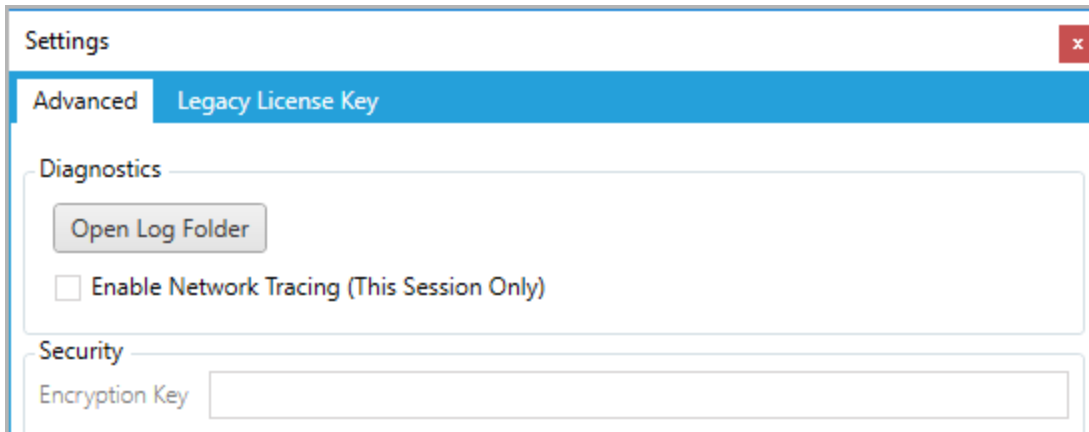 Settings
x
Advanced Legacy License Key
Diagnostics
Open Log Folder
Enable Network Tracing (This Session Only)
Security
Encryption Key